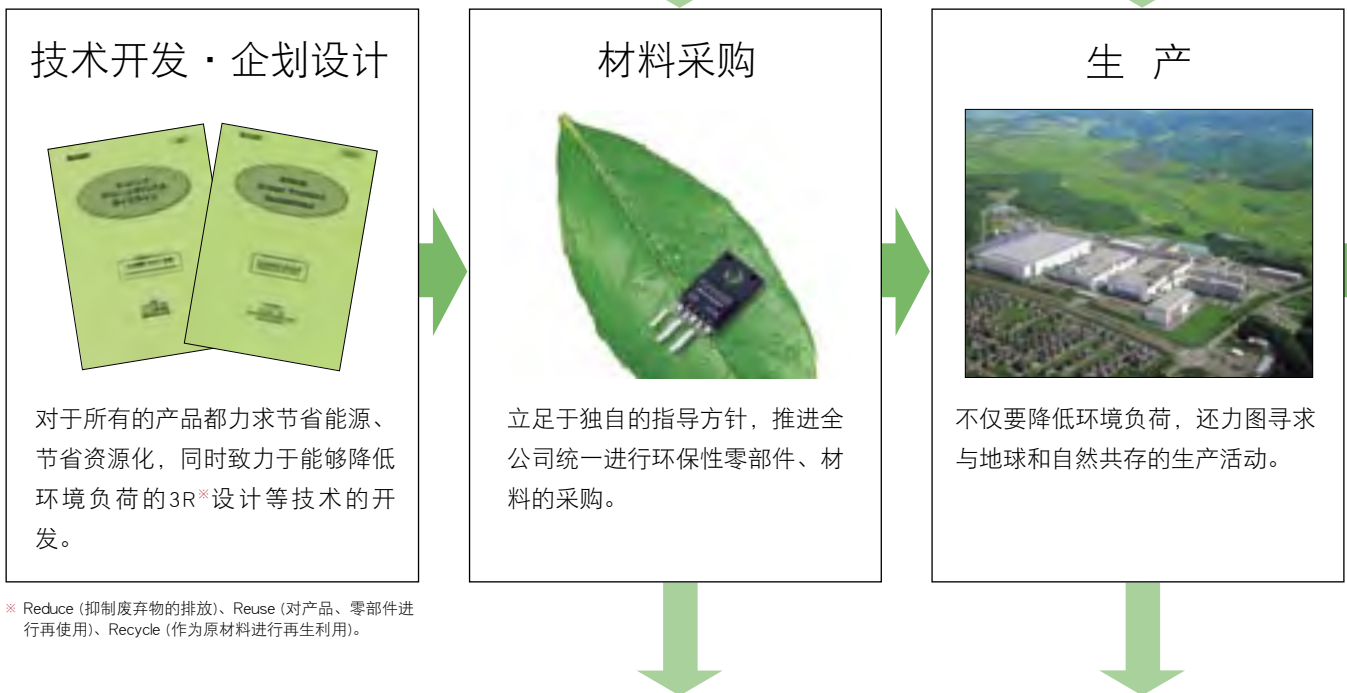 技术开发·企划设计
对于所有的产品都力求节省能源、
节省资源化，同时致力于能够降低
环境负荷的3R※设计等技术的开
发。
※ Reduce (抑制废弃物的排放)、Reuse (对产品、零部件进
行再使用)、Recycle (作为原材料进行再生利用)。
材料采购
立足于独自的指导方针，推进全
公司统一进行环保性零部件、材
料的采购。
生 产
不仅要降低环境负荷，还力图寻求
与地球和自然共存的生产活动。